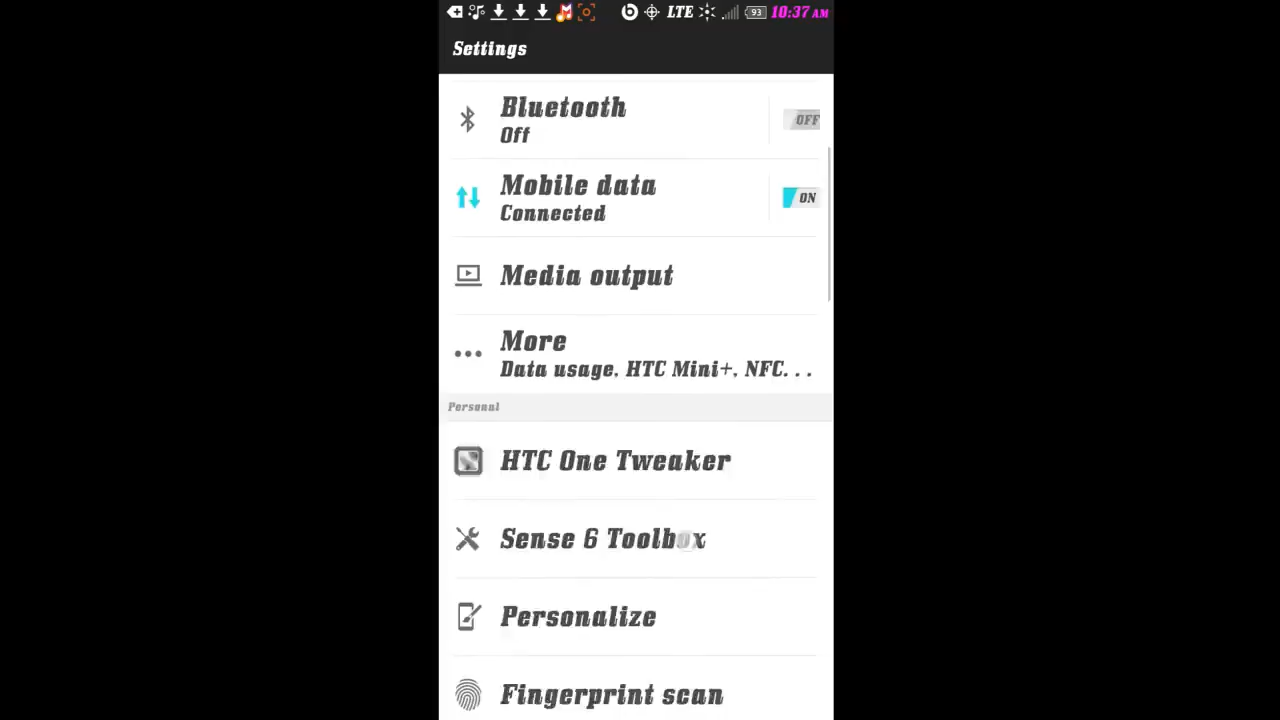 LTE 93 10:37 AM
Settings
Bluetooth
Off
OFF
Mobile data
Connected
ON
Media output
More
Data usage, HTC Mini+, NFC. . .
Personal
HTC One Tweaker
Sense 6 Toolbox
Personalize
Fingerprint scan